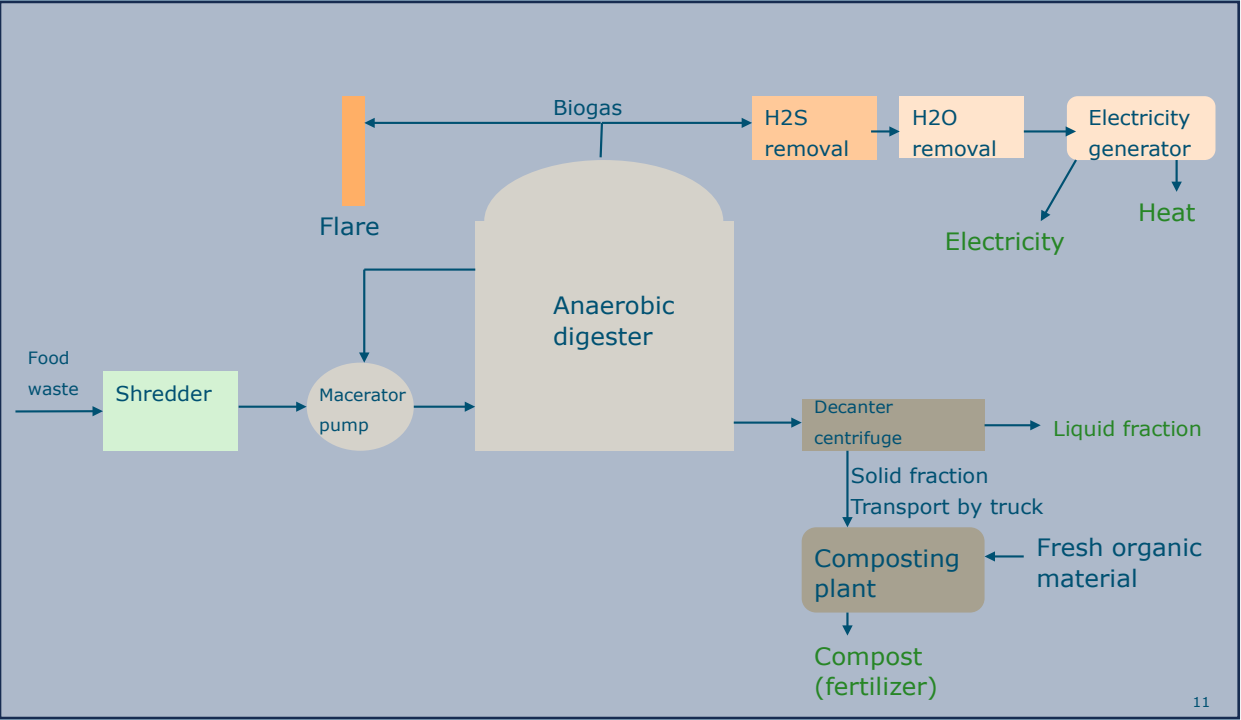 Biogas
H2S
removal
H2O
removal
Electricity
generator
Flare
Heat
Electricity
Anaerobic
digester
Food
waste
Shredder
Macerator
pump
Decanter
centrifuge
Liquid fraction
Solid fraction
Transport by truck
Composting
plant
Fresh organic
material
Compost
(fertilizer)
11